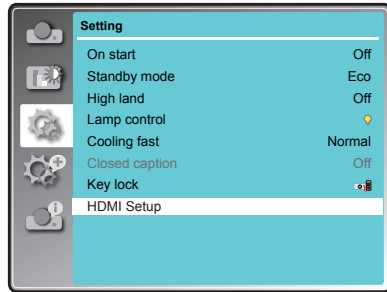 Setting
On start Off
Standby mode Eco
High land Off
Lamp control
Cooling fast Normal
Closed caption Off
Key lock
HDMI Setup